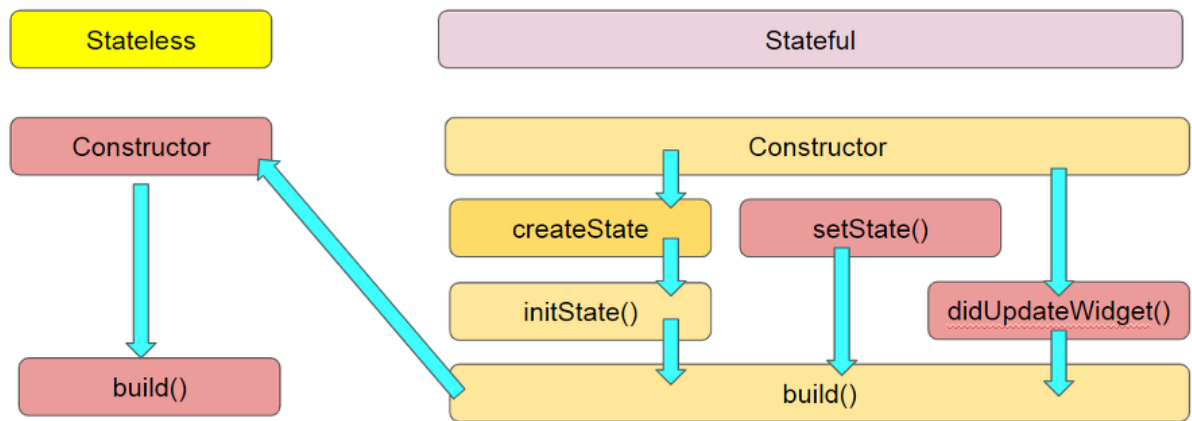 Stateless
Stateful
Constructor
Constructor
createState
setState()
initState()
didUpdateWidget()
build()
build()